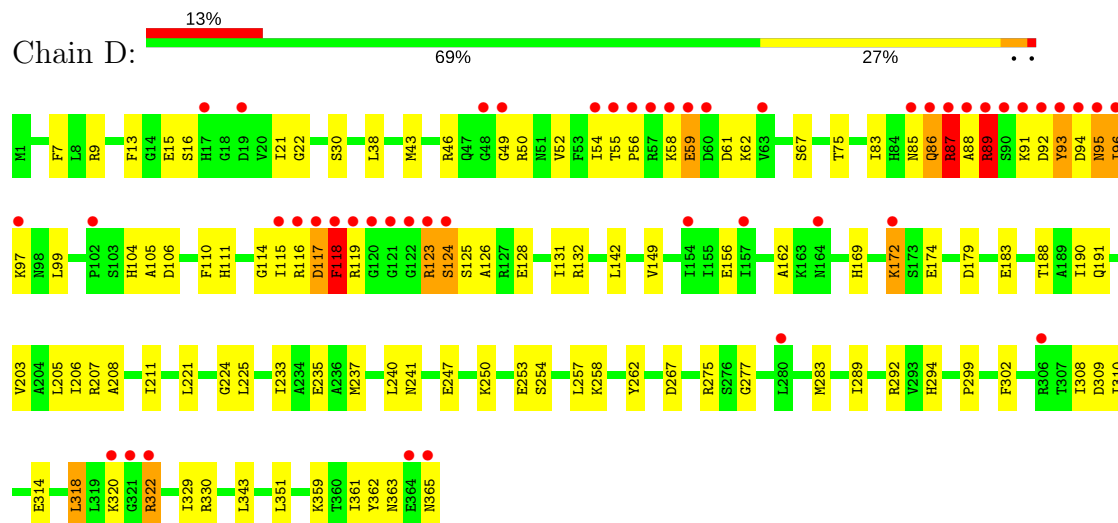 13%
Chain D:
69% 27% . .
M1 F7 L8 R9 F13 G14 E15 S16 H17 G18 D19 V20 I21 G22 S30 L38 M43 R46 Q47 G48 G49 R50 N51 V52 F53 I54 T55 P56 R57 K58 E59 D60 D61 K62 V63 S67 T75 I83 H84 N85 Q86 R87 A88 R89 S90 K91 D92 Y93 D94 N95 I96
K97 N98 L99 P102 S103 H104 A105 D106 F110 H111 G114 I115 R116 D117 F118 R119 G120 G121 G122 R123 S124 S125 A126 R127 E128 I131 R132 L142 V149 I154 I155 E156 I157 A162 K163 N164 H169 K172 S173 E174 D179 E183 T188 A189 I190 Q191
V203 A204 L205 I206 R207 A208 I211 L221 G224 L225 I233 A234 E235 A236 M237 L240 N241 E247 K250 E253 S254 L257 K258 Y262 D267 R275 S276 G277 L280 M283 I289 R292 V293 H294 P299 F302 R306 T307 I308 D309 I310
E314 L318 L319 K320 G321 R322 I329 R330 L343 L351 K359 T360 I361 Y362 N363 E364 N365